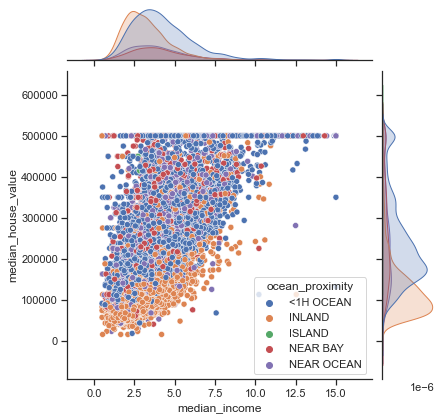 600000
500000
400000
300000
200000
100000
0
median_house_value
0.0 2.5 5.0 7.5 10.0 12.5 15.0
median_income
ocean_proximity
<1H OCEAN
INLAND
ISLAND
NEAR BAY
NEAR OCEAN
1e−6